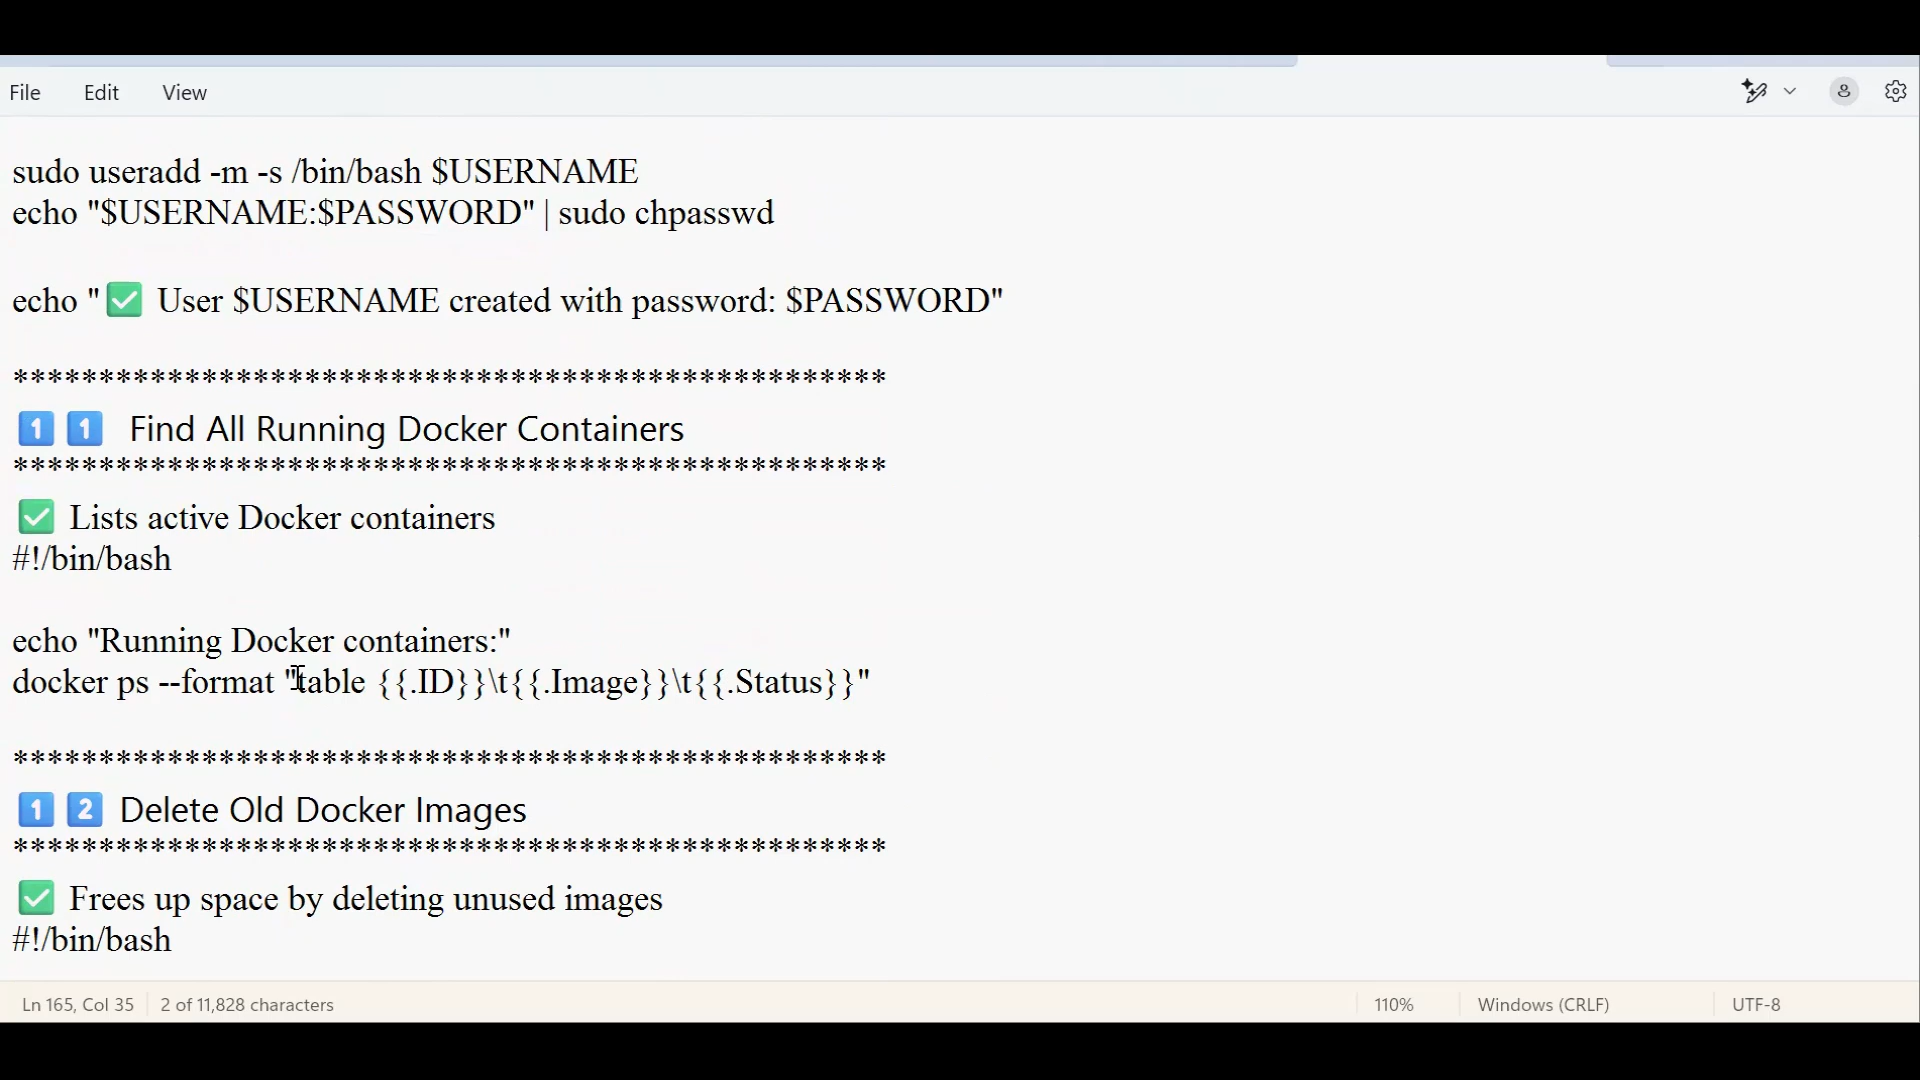 File Edit View
sudo useradd -m -s /bin/bash $USERNAME
echo "$USERNAME:$PASSWORD" | sudo chpasswd
echo "✅ User $USERNAME created with password: $PASSWORD"
***************************************************
1️⃣1️⃣ Find All Running Docker Containers
***************************************************
✅ Lists active Docker containers
#!/bin/bash
echo "Running Docker containers:"
docker ps --format "table {{.ID}}\t{{.Image}}\t{{.Status}}"
***************************************************
1️⃣2️⃣ Delete Old Docker Images
***************************************************
✅ Frees up space by deleting unused images
#!/bin/bash
Ln 165, Col 35 2 of 11,828 characters 110% Windows (CRLF) UTF-8